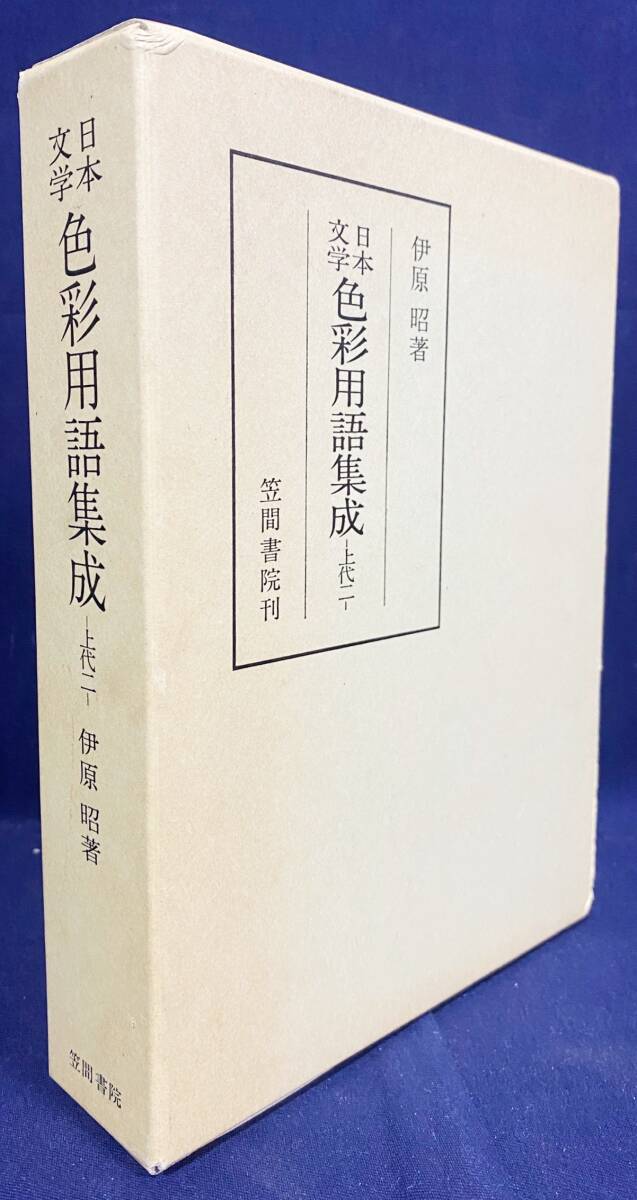 日本
文学
色彩用語集成
−上代二−
伊原 昭著
笠間書院
伊原 昭著
日本
文学
色彩用語集成
−上代二−
笠間書院刊